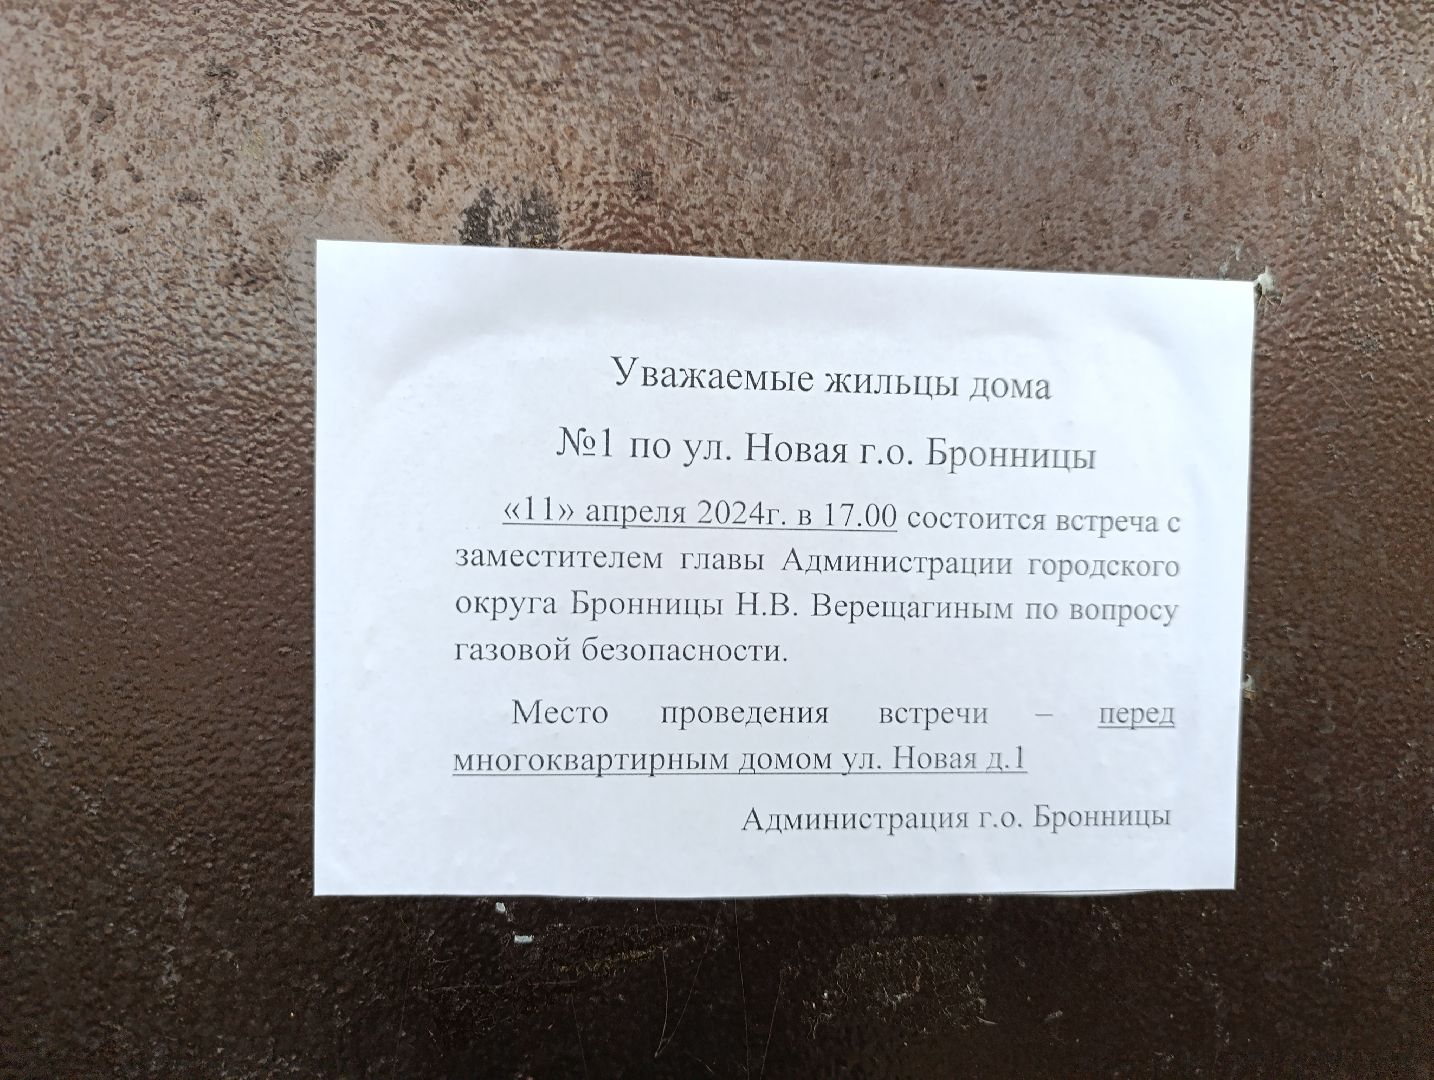 Уважаемые жильцы дома
№1 по ул. Новая г.о. Бронницы
«11» апреля 2024г. в 17.00 состоится встреча с
заместителем главы Администрации городского
округа Бронницы Н.В. Верещагиным по вопросу
газовой безопасности.
Место проведения встречи – перед
многоквартирным домом ул. Новая д.1
Администрация г.о. Бронницы